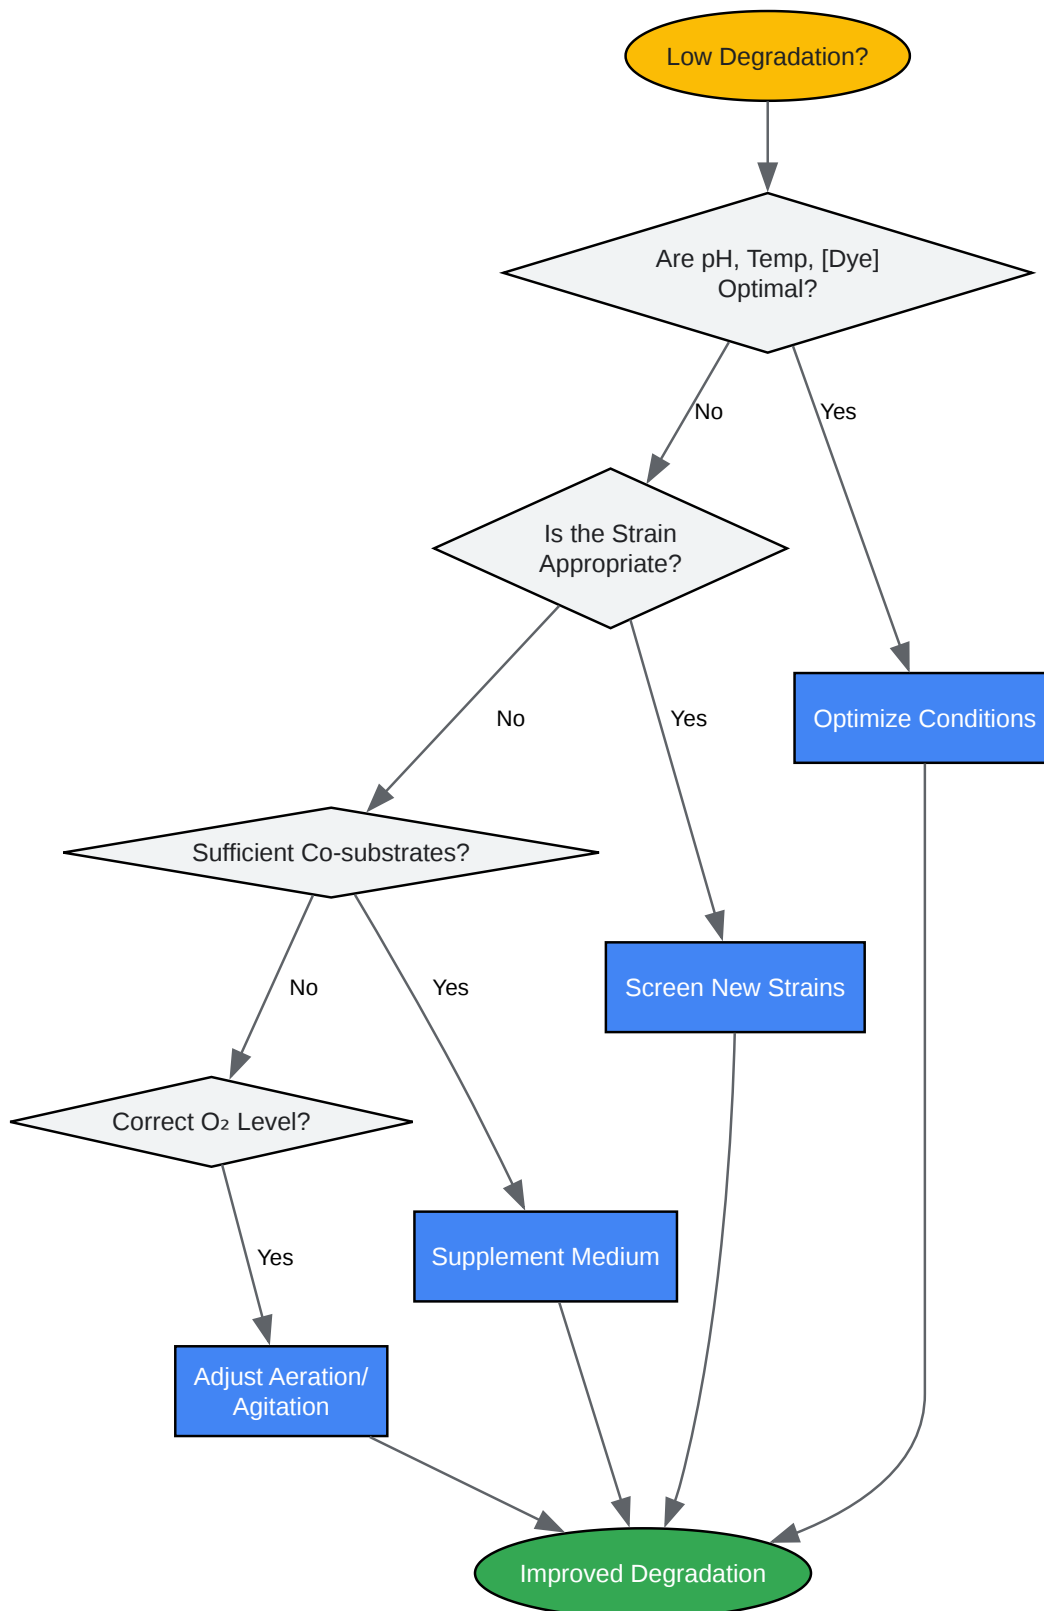 Low Degradation?
Are pH, Temp, [Dye]
Optimal?
No
Yes
Is the Strain
Appropriate?
Optimize Conditions
No
Yes
Sufficient Co-substrates?
Screen New Strains
No
Yes
Correct O₂ Level?
Supplement Medium
Yes
Adjust Aeration/
Agitation
Improved Degradation